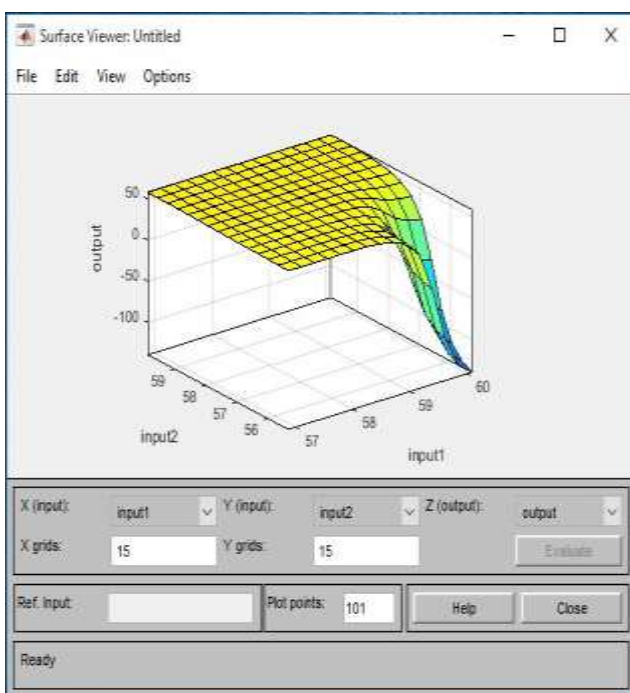 Surface Viewer: Untitled
File Edit View Options
50
0
-50
-100
output
59
58
57
56
input2
57
58
59
60
input1
X (input): input1 Y (input): input2 Z (output): output
X grids: 15 Y grids: 15 Evaluate
Ref. Input: Plot points: 101 Help Close
Ready